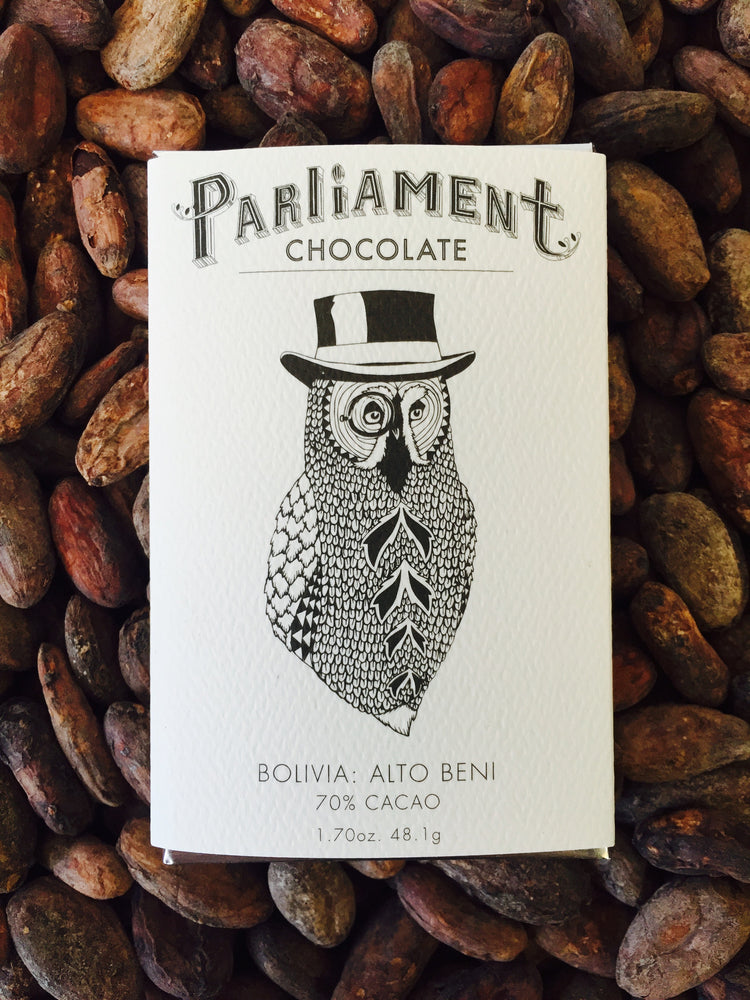 PARLiAMENt
CHOCOLATE
BOLIVIA: ALTO BENI
70% CACAO
1.70oz. 48.1g